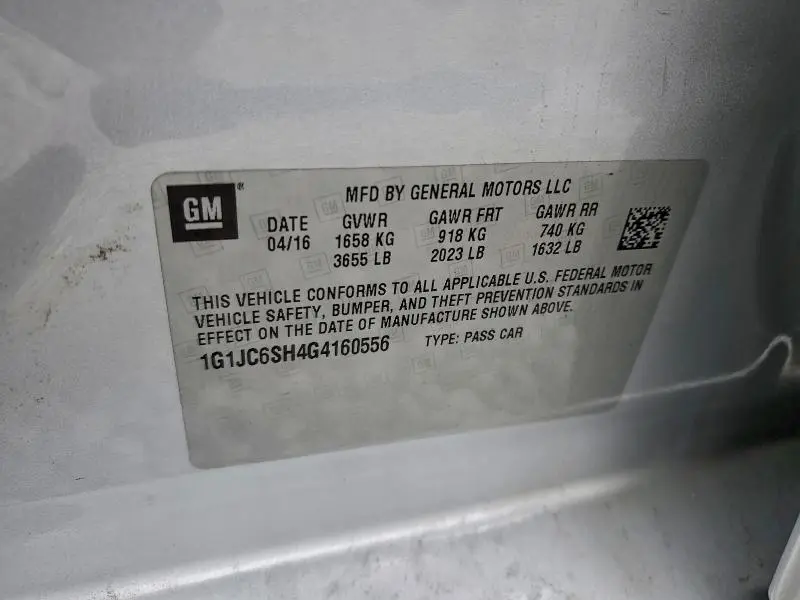 GM®
MFD BY GENERAL MOTORS LLC
DATE GVWR GAWR FRT GAWR RR
04/16 1658 KG 918 KG 740 KG
3655 LB 2023 LB 1632 LB
THIS VEHICLE CONFORMS TO ALL APPLICABLE U.S. FEDERAL MOTOR
VEHICLE SAFETY, BUMPER, AND THEFT PREVENTION STANDARDS IN
EFFECT ON THE DATE OF MANUFACTURE SHOWN ABOVE.
1G1JC6SH4G4160556 TYPE: PASS CAR